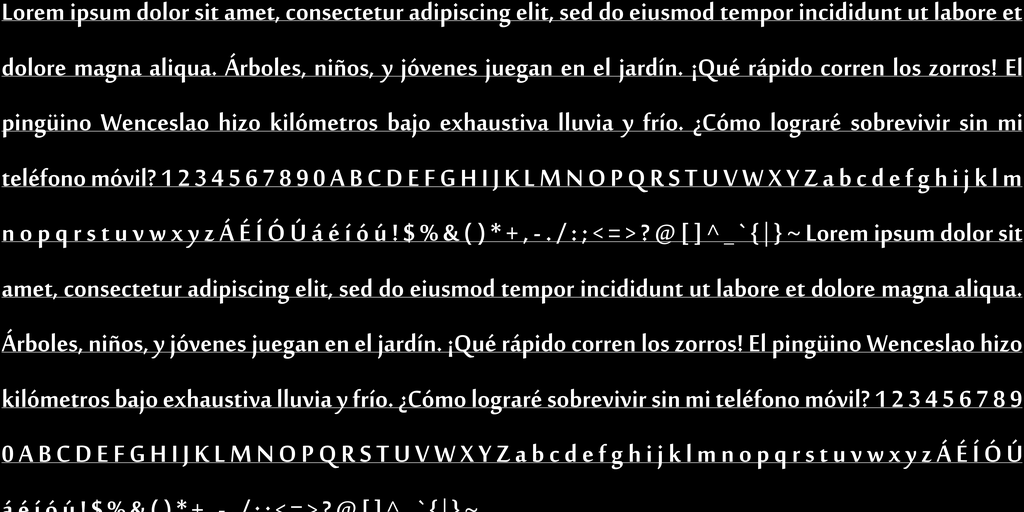 Lorem ipsum dolor sit amet, consectetur adipiscing elit, sed do eiusmod tempor incididunt ut labore et
dolore magna aliqua. Árboles, niños, y jóvenes juegan en el jardín. ¡Qué rápido corren los zorros! El
pingüino Wenceslao hizo kilómetros bajo exhaustiva lluvia y frío. ¿Cómo lograré sobrevivir sin mi
teléfono móvil? 1 2 3 4 5 6 7 8 9 0 A B C D E F G H I J K L M N O P Q R S T U V W X Y Z a b c d e f g h i j k l m
n o p q r s t u v w x y z Á É Í Ó Ú á é í ó ú ! $ % & ( ) * + , - . / : ; < = > ? @ [ ] ^ _ ` { | } ~ Lorem ipsum dolor sit
amet, consectetur adipiscing elit, sed do eiusmod tempor incididunt ut labore et dolore magna aliqua.
Árboles, niños, y jóvenes juegan en el jardín. ¡Qué rápido corren los zorros! El pingüino Wenceslao hizo
kilómetros bajo exhaustiva lluvia y frío. ¿Cómo lograré sobrevivir sin mi teléfono móvil? 1 2 3 4 5 6 7 8 9
0 A B C D E F G H I J K L M N O P Q R S T U V W X Y Z a b c d e f g h i j k l m n o p q r s t u v w x y z Á É Í Ó Ú
á é í ó ú ! $ % & ( ) * + - / : ; < = > ? @ [ ] ^ ` { | } ~